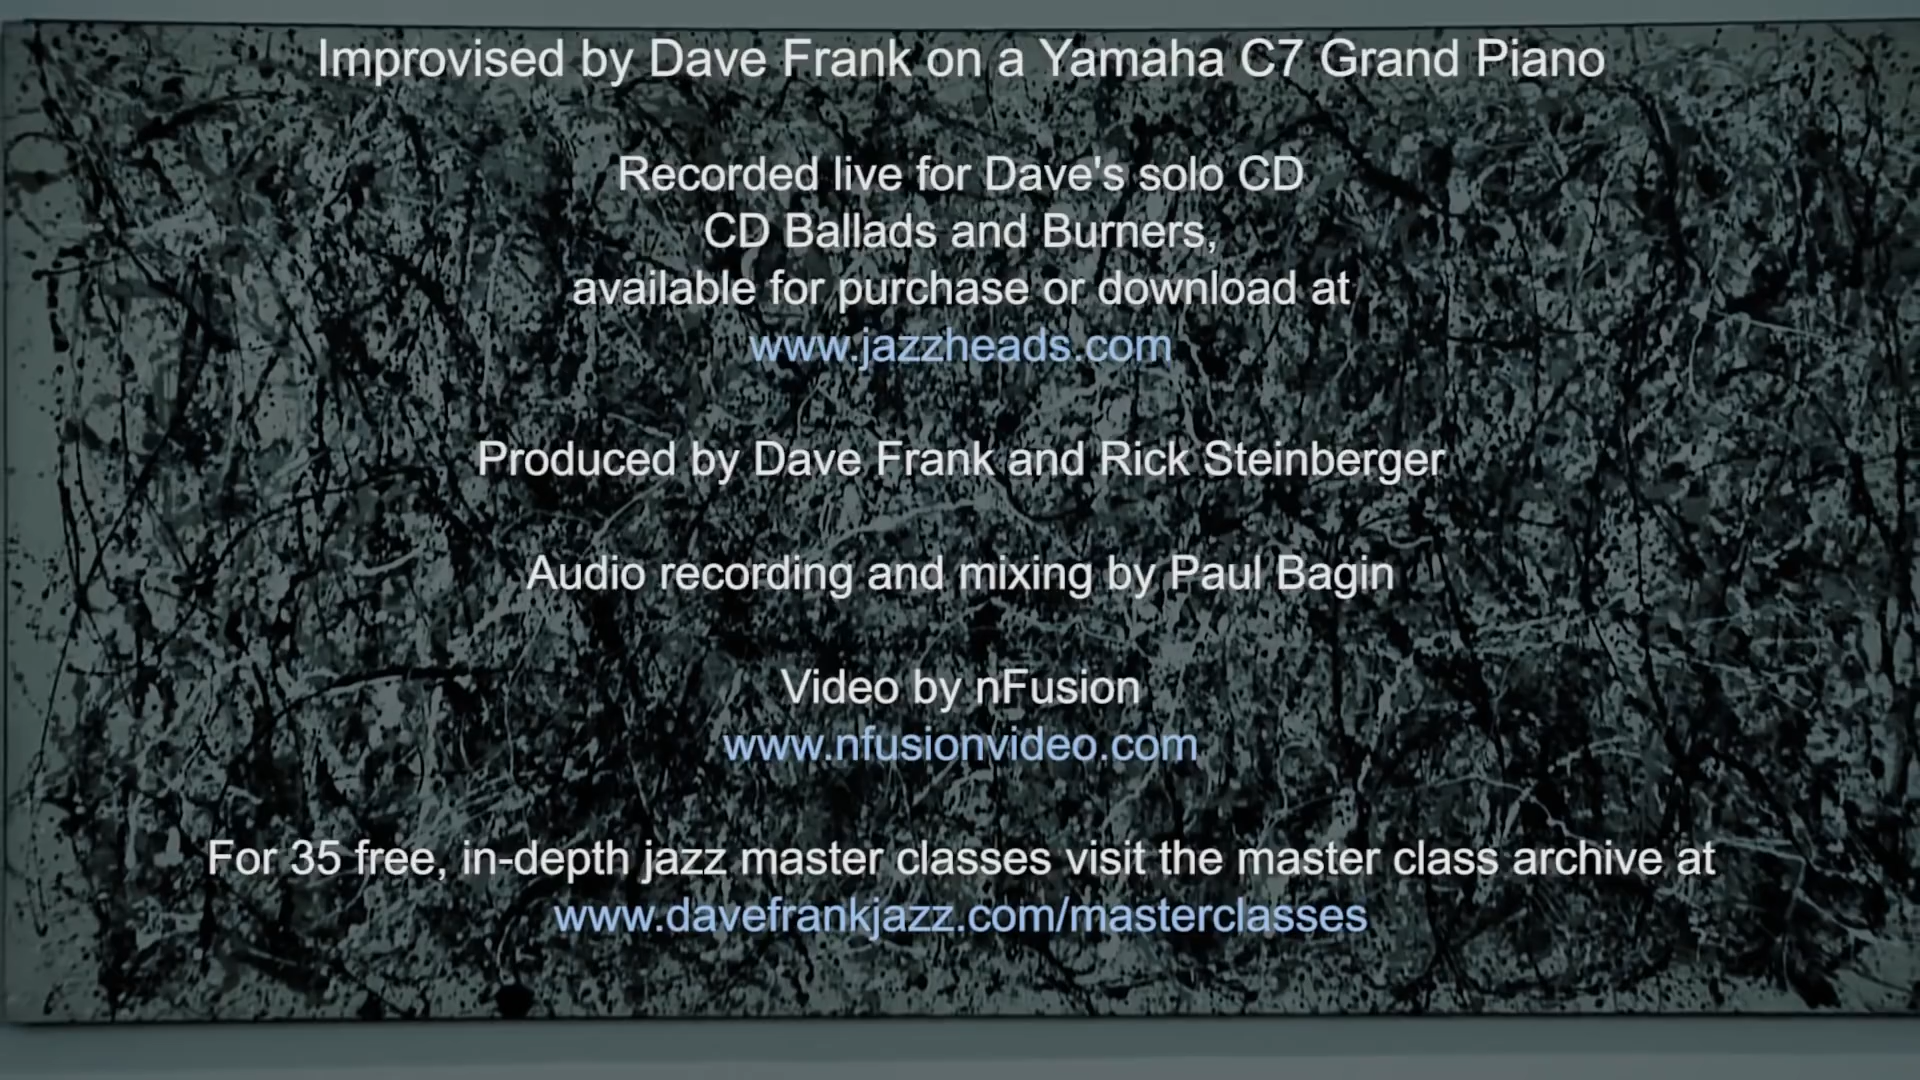 Improvised by Dave Frank on a Yamaha C7 Grand Piano
Recorded live for Dave's solo CD
CD Ballads and Burners,
available for purchase or download at
www.jazzheads.com
Produced by Dave Frank and Rick Steinberger
Audio recording and mixing by Paul Bagin
Video by nFusion
www.nfusionvideo.com
For 35 free, in-depth jazz master classes visit the master class archive at
www.davefrankjazz.com/masterclasses